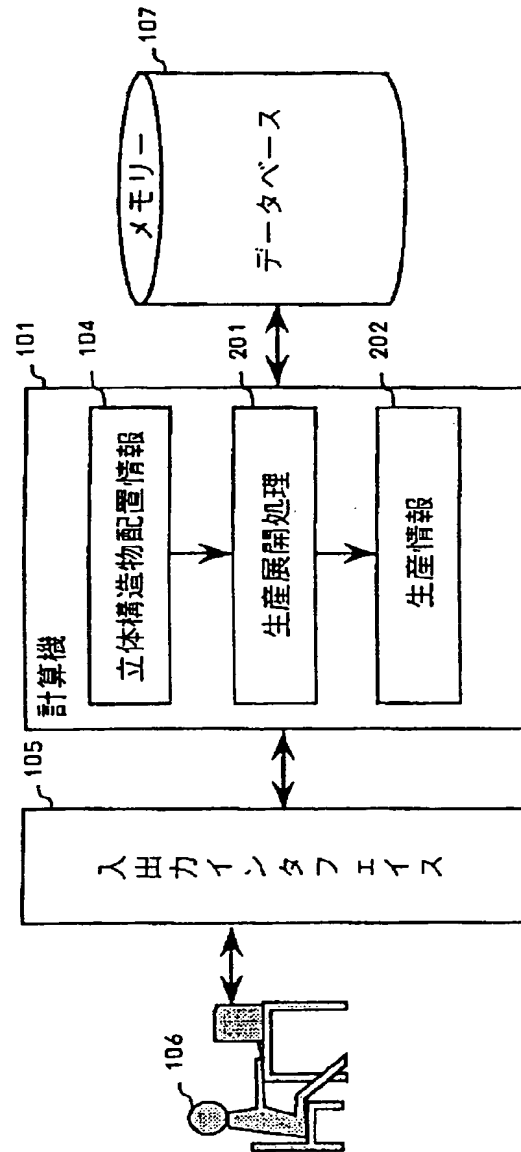 106
105
入出力インタフェイス
101
計算機
104
立体構造物配置情報
201
生産展開処理
202
生産情報
107
メモリー
データベース